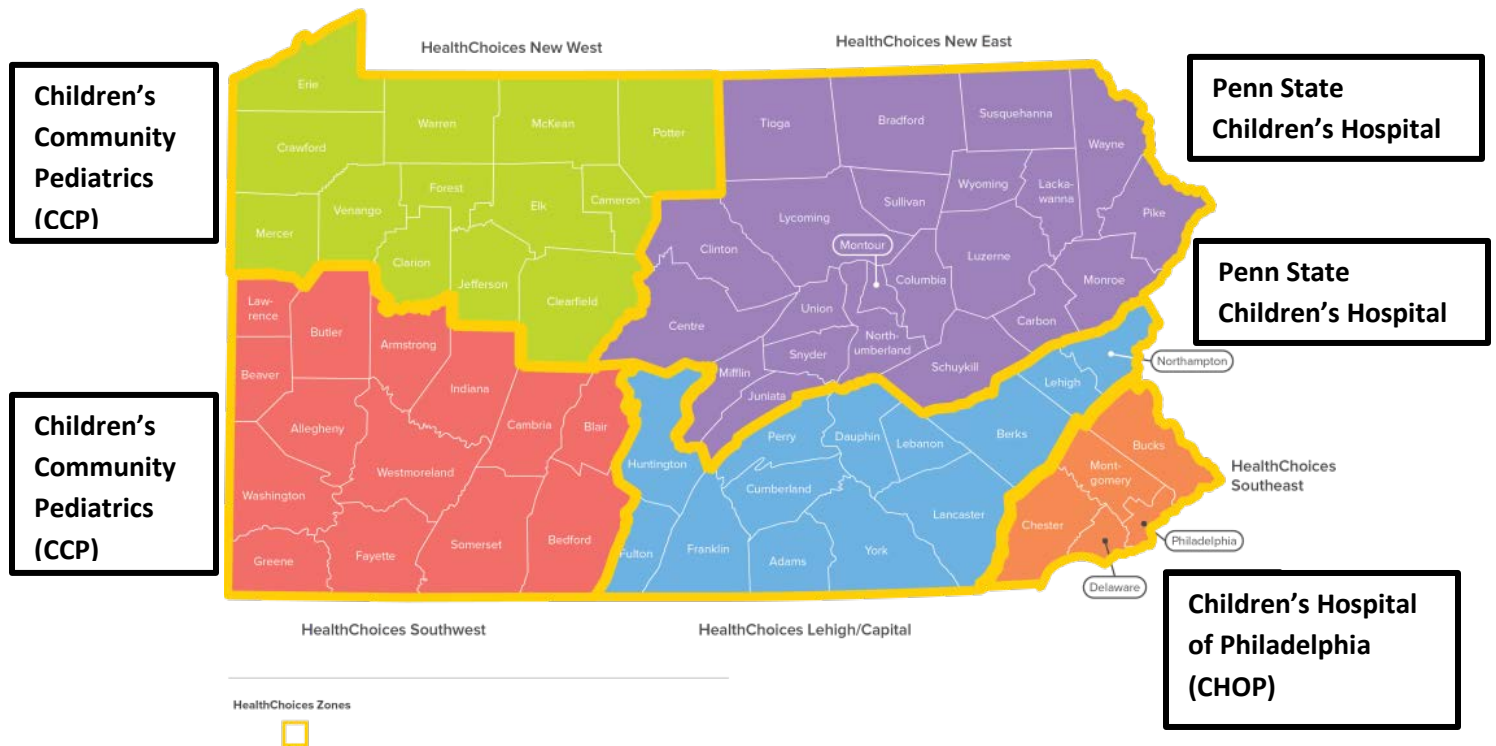 HealthChoices New West
HealthChoices New East
Children's
Community
Pediatrics
(CCP)
Penn State
Children's Hospital
Erie
Warren
McKean
Potter
Crawford
Forest
Elk
Cameron
Venango
Mercer
Clarion
Jefferson
Clearfield
Tioga
Bradford
Susquehanna
Wayne
Wyoming
Lacka-
wanna
Sullivan
Lycoming
Pike
Clinton
Montour
Luzerne
Columbia
Monroe
Centre
Union
Carbon
Snyder
North-
umberland
Schuykill
Mifflin
Juniata
Penn State
Children's Hospital
Northampton
Lehigh
Law-
rence
Butler
Armstrong
Beaver
Indiana
Allegheny
Cambria
Blair
Westmoreland
Washington
Greene
Fayette
Somerset
Bedford
Children's
Community
Pediatrics
(CCP)
Huntington
Perry
Dauphin
Lebanon
Berks
Cumberland
Lancaster
Fulton
Franklin
Adams
York
Bucks
Mont-
gomery
Chester
HealthChoices
Southeast
Philadelphia
Delaware
Children's Hospital
of Philadelphia
(CHOP)
HealthChoices Southwest
HealthChoices Lehigh/Capital
HealthChoices Zones